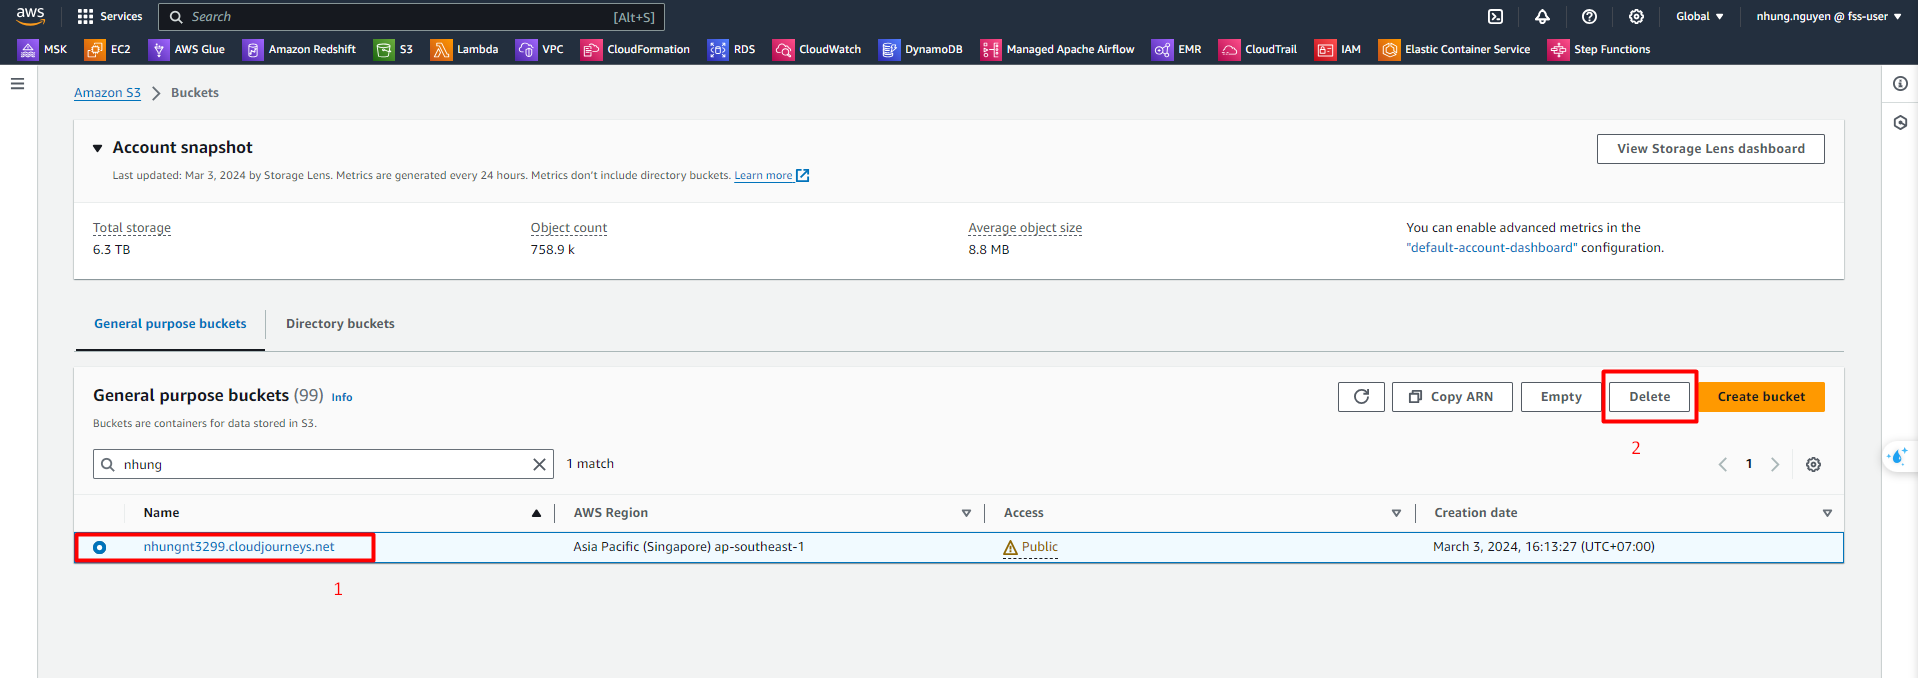 aws Services Search [Alt+S] Global ▼ nhung.nguyen @ fss-user ▼
MSK EC2 AWS Glue Amazon Redshift S3 Lambda VPC CloudFormation RDS CloudWatch DynamoDB Managed Apache Airflow EMR CloudTrail IAM Elastic Container Service Step Functions
Amazon S3 > Buckets
▼ Account snapshot View Storage Lens dashboard
Last updated: Mar 3, 2024 by Storage Lens. Metrics are generated every 24 hours. Metrics don't include directory buckets. Learn more
Total storage Object count Average object size You can enable advanced metrics in the
6.3 TB 758.9 k 8.8 MB "default-account-dashboard" configuration.
General purpose buckets Directory buckets
General purpose buckets (99) Info Copy ARN Empty Delete Create bucket
Buckets are containers for data stored in S3.
2
nhung 1 match < 1 >
Name AWS Region Access Creation date
nhungnt3299.cloudjourneys.net Asia Pacific (Singapore) ap-southeast-1 Public March 3, 2024, 16:13:27 (UTC+07:00)
1